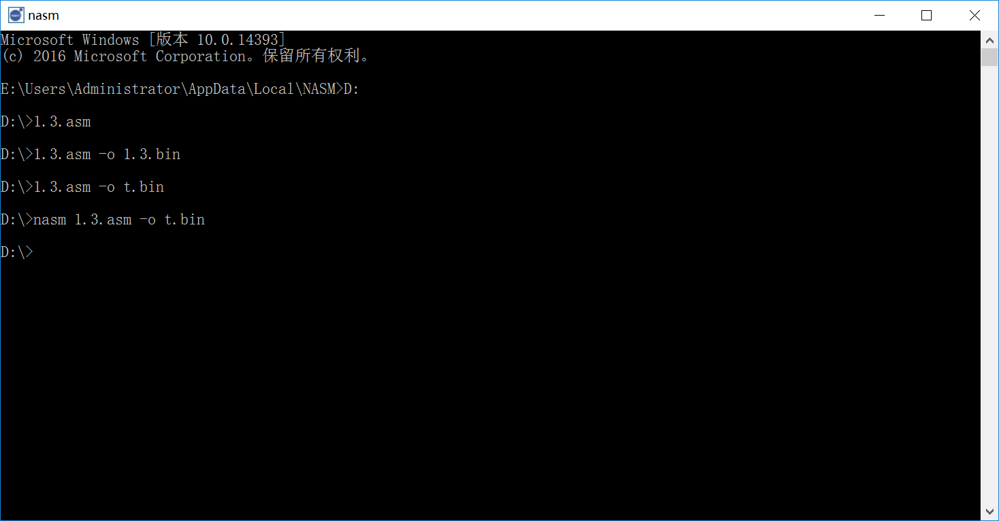 nasm
Microsoft Windows [版本 10.0.14393]
(c) 2016 Microsoft Corporation。保留所有权利。
E:\Users\Administrator\AppData\Local\NASM>D:
D:\>1.3.asm
D:\>1.3.asm -o 1.3.bin
D:\>1.3.asm -o t.bin
D:\>nasm 1.3.asm -o t.bin
D:\>